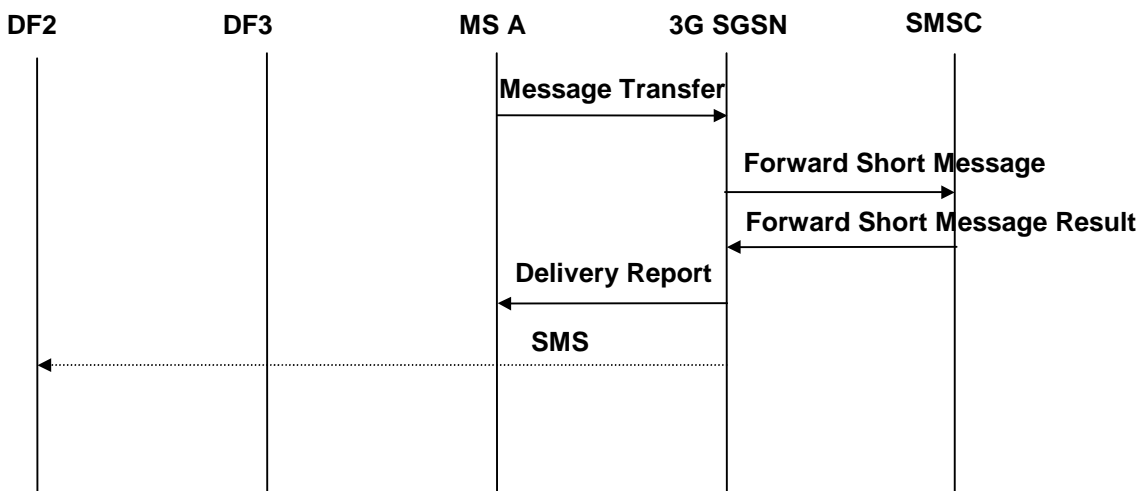 DF2 DF3 MS A 3G SGSN SMSC
Message Transfer
Forward Short Message
Forward Short Message Result
Delivery Report
SMS